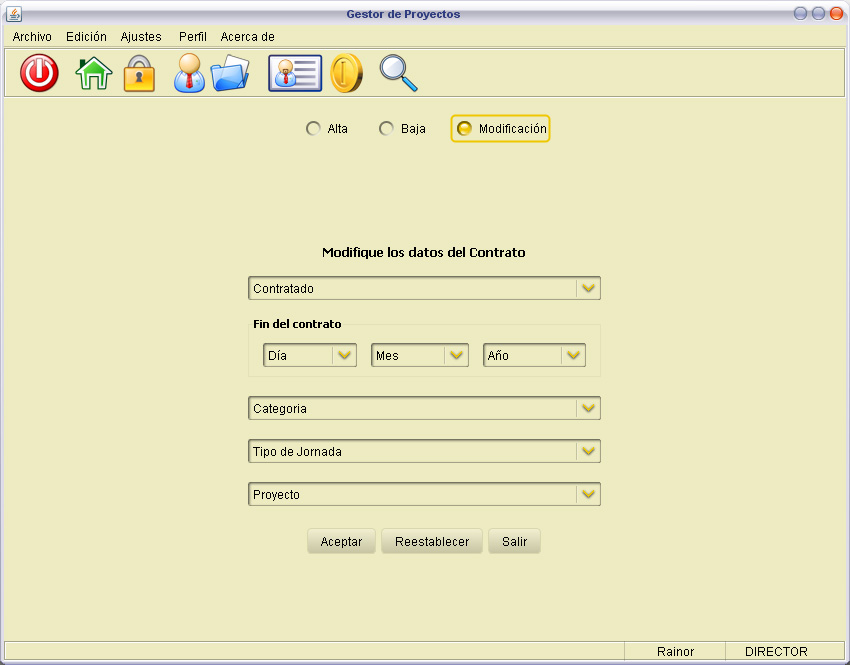 Gestor de Proyectos
Archivo Edición Ajustes Perfil Acerca de
Alta Baja Modificación
Modifique los datos del Contrato
Contratado
Fin del contrato
Día Mes Año
Categoria
Tipo de Jornada
Proyecto
Aceptar Reestablecer Salir
Rainor DIRECTOR